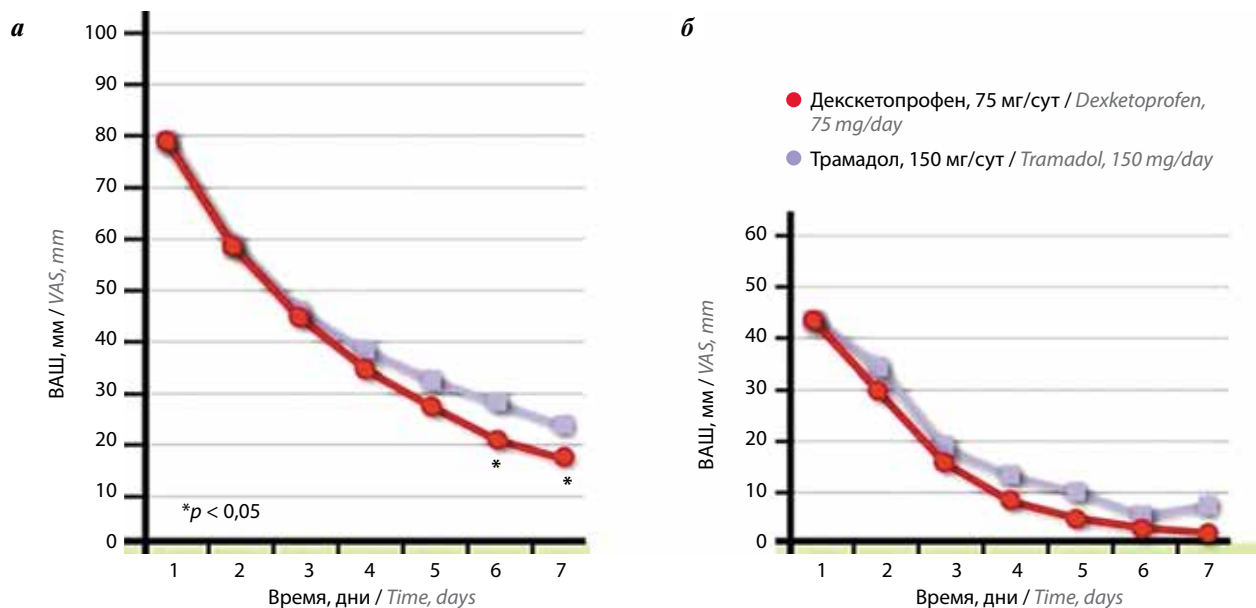 а
100
90
80
70
60
50
40
30
20
10
0
ВАШ, мм / VAS, mm
*
*
*p < 0,05
1 2 3 4 5 6 7
Время, дни / Time, days
б
Декскетопрофен, 75 мг/сут / Dexketoprofen,
75 mg/day
Трамадол, 150 мг/сут / Tramadol, 150 mg/day
60
50
40
30
20
10
0
ВАШ, мм / VAS, mm
1 2 3 4 5 6 7
Время, дни / Time, days